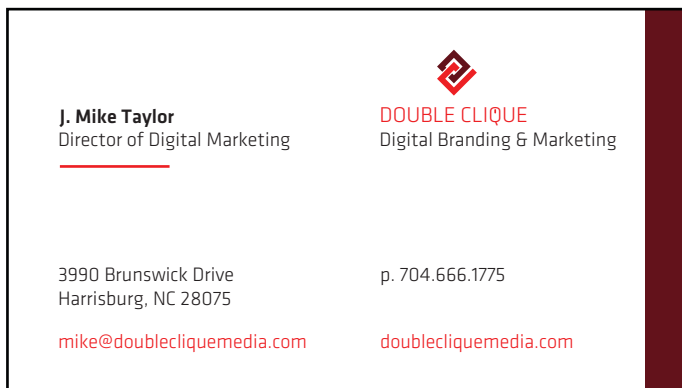 J. Mike Taylor
Director of Digital Marketing
DOUBLE CLIQUE
Digital Branding & Marketing
3990 Brunswick Drive
Harrisburg, NC 28075
p. 704.666.1775
mike@doublecliquemedia.com
doublecliquemedia.com